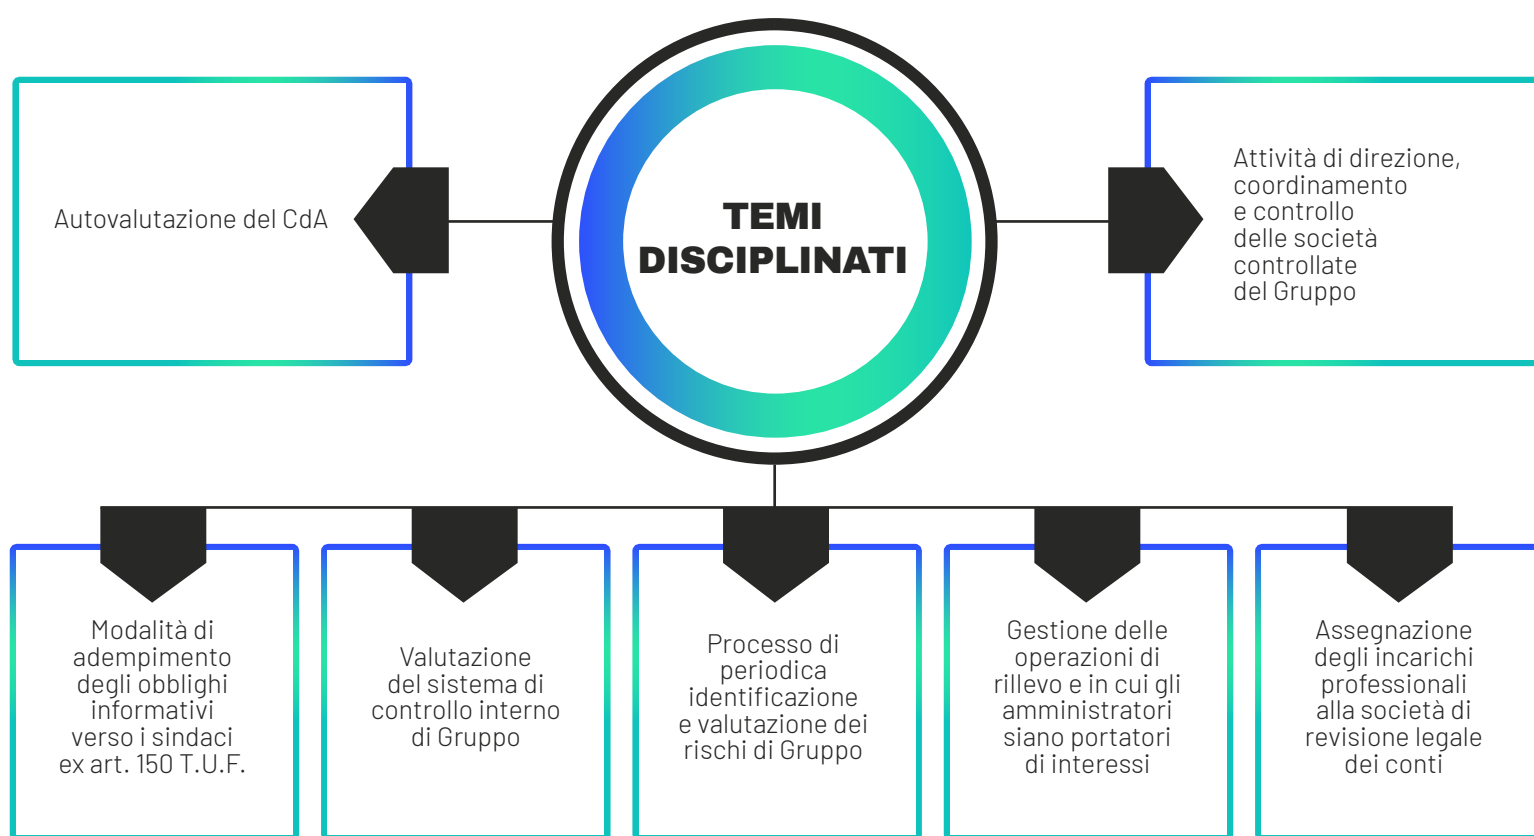 Autovalutazione del CdA
TEMI
DISCIPLINATI
Attività di direzione,
coordinamento
e controllo
delle società
controllate
del Gruppo
Modalità di
adempimento
degli obblighi
informativi
verso i sindaci
ex art. 150 T.U.F.
Valutazione
del sistema di
controllo interno
di Gruppo
Processo di
periodica
identificazione
e valutazione dei
rischi di Gruppo
Gestione delle
operazioni di
rillevo e in cui gli
amministratori
siano portatori
di interessi
Assegnazione
degli incarichi
professionali
alla società di
revisione legale
dei conti